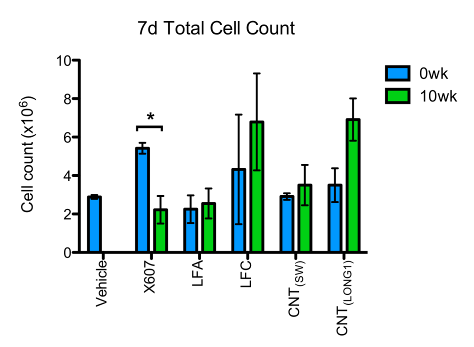 7d Total Cell Count
Cell count (x10⁶)
10
8
6
4
2
0
*
0wk
10wk
Vehicle
X607
LFA
LFC
CNT(SW)
CNT(LONG1)